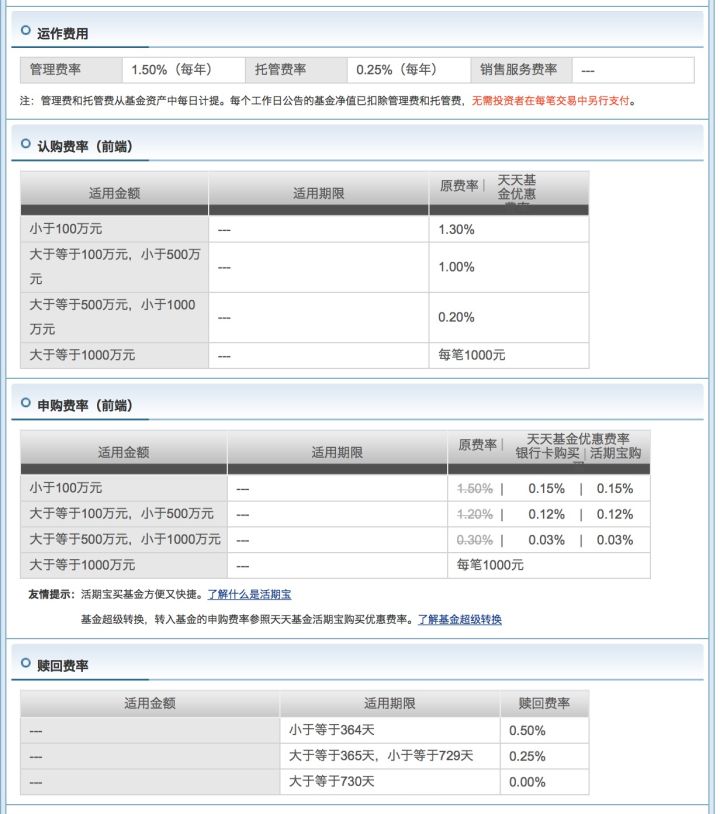 运作费用
管理费率 1.50%（每年） 托管费率 0.25%（每年） 销售服务费率 ---
注：管理费和托管费从基金资产中每日计提。每个工作日公告的基金净值已扣除管理费和托管费，无需投资者在每笔交易中另行支付。
认购费率（前端）
适用金额 适用期限 原费率| 天天基
金优惠
费率
小于100万元 --- 1.30%
大于等于100万元，小于500万
元 --- 1.00%
大于等于500万元，小于1000
万元 --- 0.20%
大于等于1000万元 --- 每笔1000元
申购费率（前端）
适用金额 适用期限 原费率| 天天基金优惠费率
银行卡购买|活期宝购
买
小于100万元 --- 1.50% | 0.15% | 0.15%
大于等于100万元，小于500万元 --- 1.20% | 0.12% | 0.12%
大于等于500万元，小于1000万元 --- 0.30% | 0.03% | 0.03%
大于等于1000万元 --- 每笔1000元
友情提示：活期宝买基金方便又快捷。了解什么是活期宝
基金超级转换，转入基金的申购费率参照天天基金活期宝购买优惠费率。了解基金超级转换
赎回费率
适用金额 适用期限 赎回费率
--- 小于等于364天 0.50%
--- 大于等于365天，小于等于729天 0.25%
--- 大于等于730天 0.00%